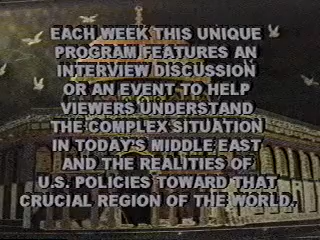 EACH WEEK THIS UNIQUE
PROGRAM FEATURES AN
INTERVIEW DISCUSSION
OR AN EVENT TO HELP
VIEWERS UNDERSTAND
THE COMPLEX SITUATION
IN TODAY'S MIDDLE EAST
AND THE REALITIES OF
U.S. POLICIES TOWARD THAT
CRUCIAL REGION OF THE WORLD.